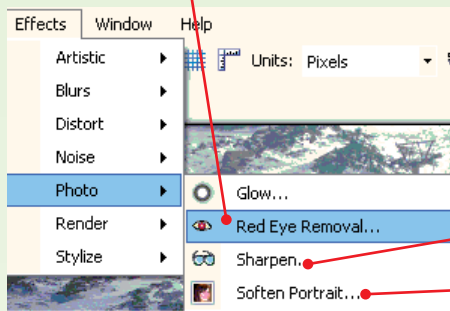 Effects Window Help
Artistic
Units: Pixels
Blurs
Distort
Noise
Photo
Glow...
Render
Red Eye Removal...
Stylize
Sharpen...
Soften Portrait...